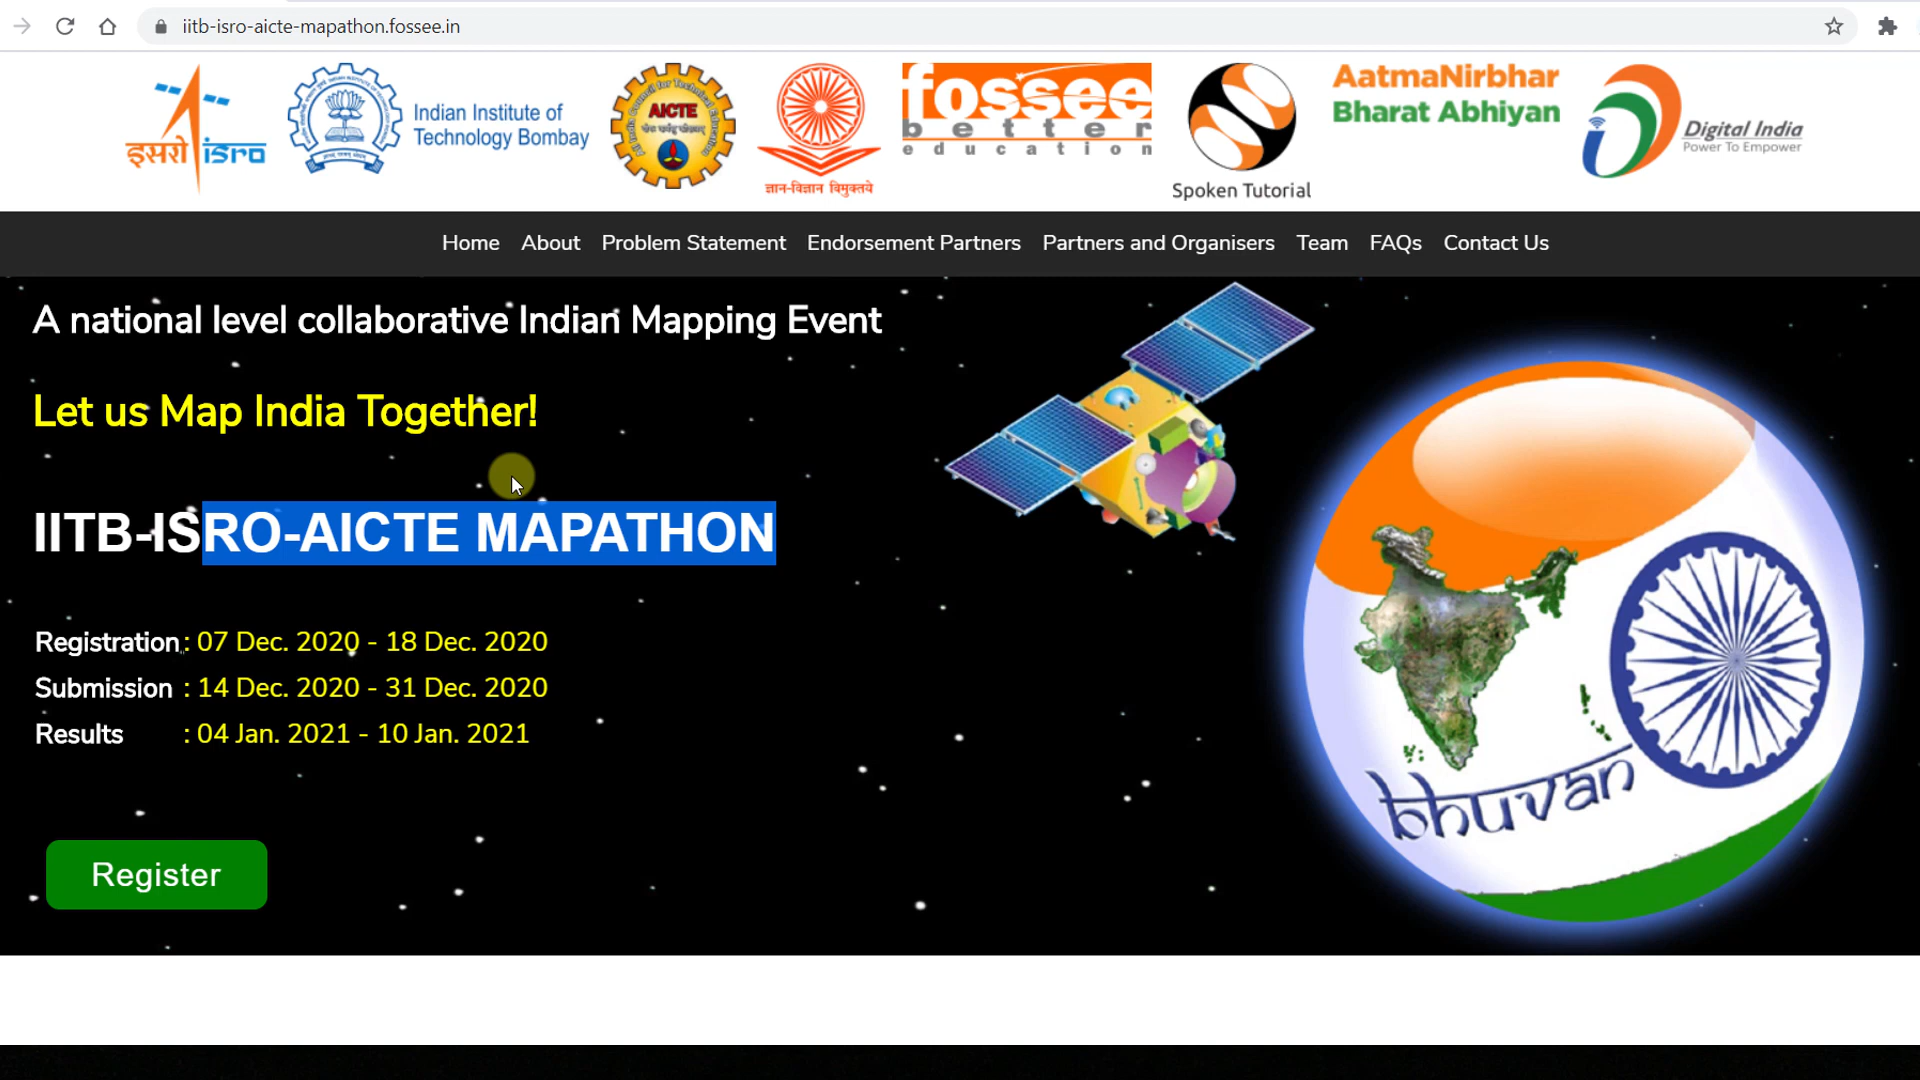 iitb-isro-aicte-mapathon.fossee.in
इसरो isro
Indian Institute of
Technology Bombay
AICTE
ज्ञान-विज्ञान विमुक्तये
fossee
better
education
Spoken Tutorial
AatmaNirbhar
Bharat Abhiyan
Digital India
Power To Empower
Home About Problem Statement Endorsement Partners Partners and Organisers Team FAQs Contact Us
A national level collaborative Indian Mapping Event
Let us Map India Together!
IITB-ISRO-AICTE MAPATHON
Registration : 07 Dec. 2020 - 18 Dec. 2020
Submission : 14 Dec. 2020 - 31 Dec. 2020
Results : 04 Jan. 2021 - 10 Jan. 2021
bhuvan
Register